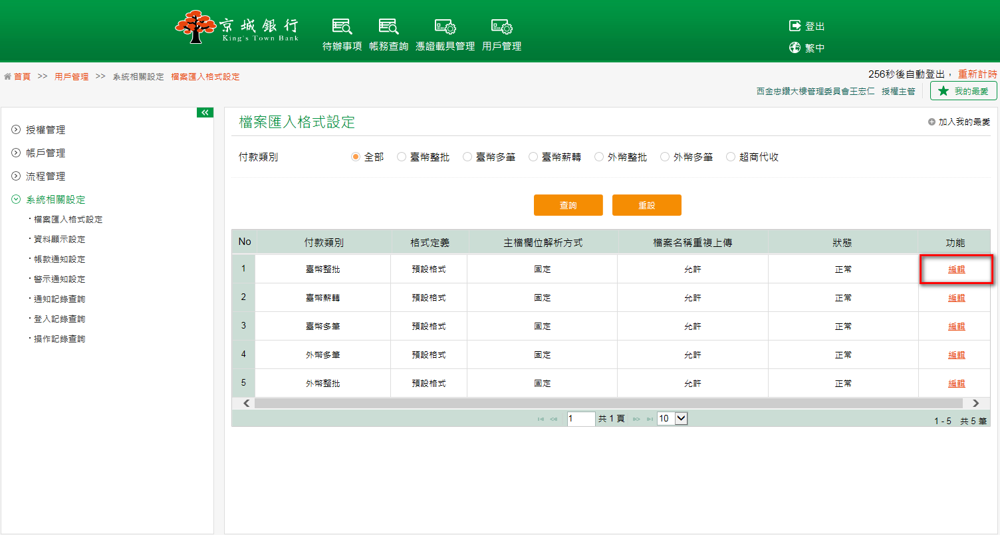 京城銀行
King's Town Bank
待辦事項 帳務查詢 憑證載具管理 用戶管理
登出
繁中
首頁 >> 用戶管理 >> 系統相關設定 檔案匯入格式設定
256秒後自動登出， 重新計時
西金忠鑽大樓管理委員會王宏仁 授權主管
我的最愛
授權管理
帳戶管理
流程管理
系統相關設定
檔案匯入格式設定
資料顯示設定
帳款通知設定
警示通知設定
通知記錄查詢
登入記錄查詢
操作記錄查詢
檔案匯入格式設定
加入我的最愛
付款類別 全部 臺幣整批 臺幣多筆 臺幣薪轉 外幣整批 外幣多筆 超商代收
查詢 重設
No 付款類別 格式定義 主檔欄位解析方式 檔案名稱重複上傳 狀態 功能
1 臺幣整批 預設格式 固定 允許 正常 編輯
2 臺幣薪轉 預設格式 固定 允許 正常 編輯
3 臺幣多筆 預設格式 固定 允許 正常 編輯
4 外幣多筆 預設格式 固定 允許 正常 編輯
5 外幣整批 預設格式 固定 允許 正常 編輯
1 共 1 頁 10
1 - 5 共 5 筆